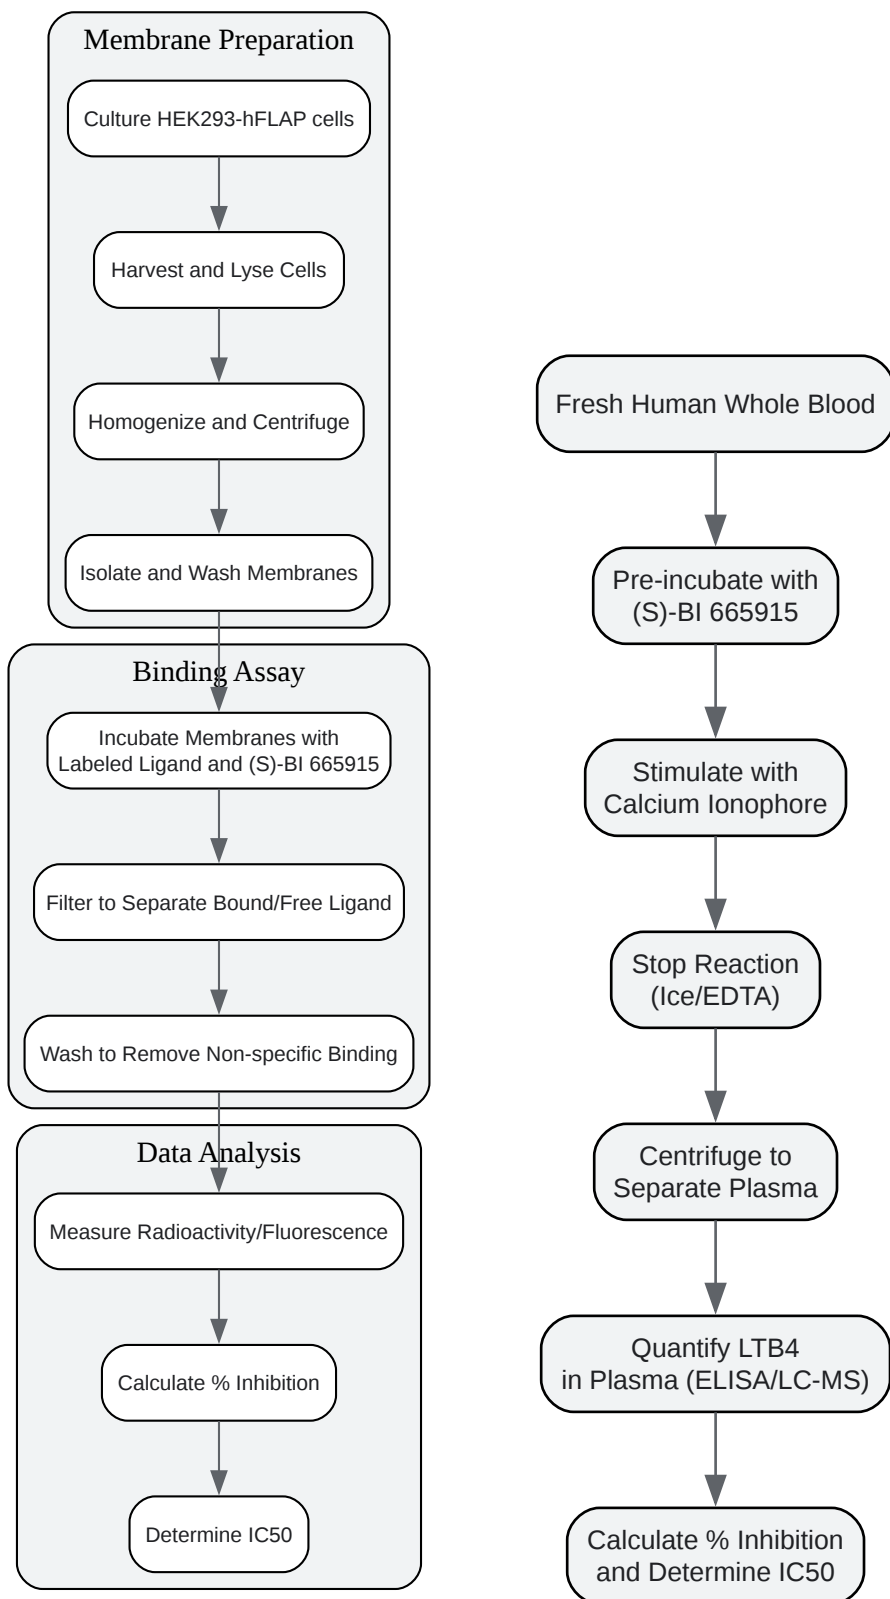 Membrane Preparation
Culture HEK293-hFLAP cells
Harvest and Lyse Cells
Homogenize and Centrifuge
Isolate and Wash Membranes
Binding Assay
Incubate Membranes with
Labeled Ligand and (S)-BI 665915
Filter to Separate Bound/Free Ligand
Wash to Remove Non-specific Binding
Data Analysis
Measure Radioactivity/Fluorescence
Calculate % Inhibition
Determine IC50
Fresh Human Whole Blood
Pre-incubate with
(S)-BI 665915
Stimulate with
Calcium Ionophore
Stop Reaction
(Ice/EDTA)
Centrifuge to
Separate Plasma
Quantify LTB4
in Plasma (ELISA/LC-MS)
Calculate % Inhibition
and Determine IC50